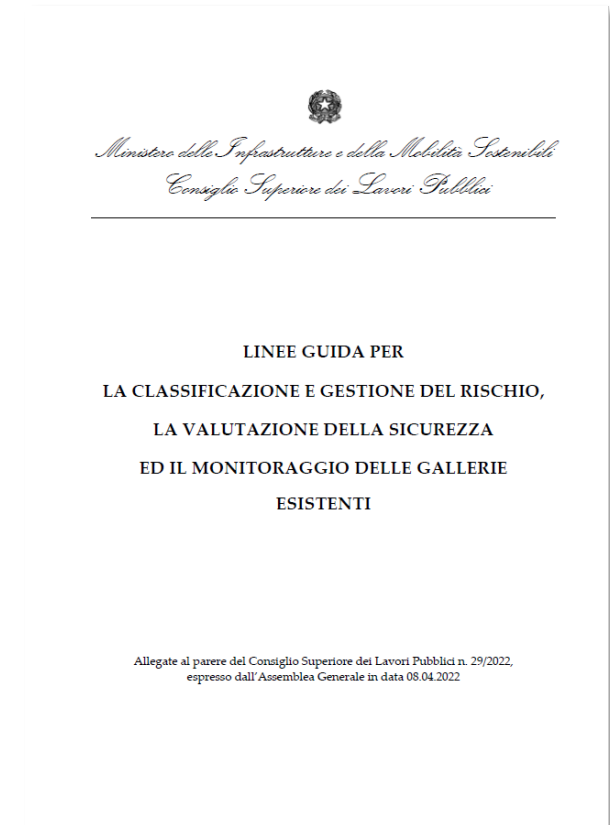 Ministero delle Infrastrutture e della Mobilità Sostenibili
Consiglio Superiore dei Lavori Pubblici
LINEE GUIDA PER
LA CLASSIFICAZIONE E GESTIONE DEL RISCHIO,
LA VALUTAZIONE DELLA SICUREZZA
ED IL MONITORAGGIO DELLE GALLERIE
ESISTENTI
Allegate al parere del Consiglio Superiore dei Lavori Pubblici n. 29/2022,
espresso dall'Assemblea Generale in data 08.04.2022